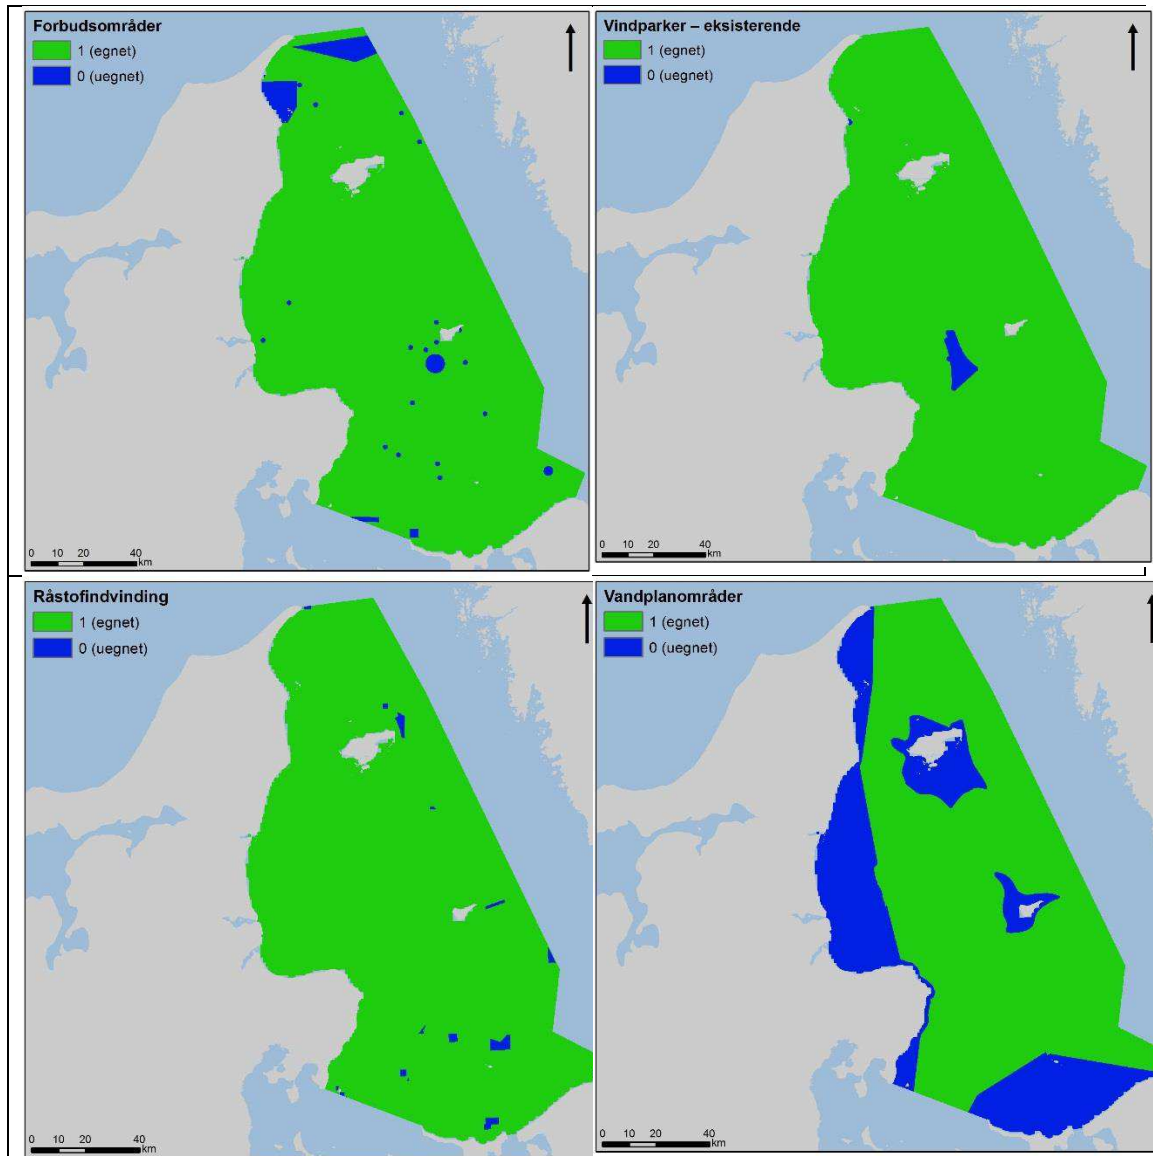 Forbudsområder
1 (egnet)
0 (uegnet)
0 10 20 40
km
Vindparker – eksisterende
1 (egnet)
0 (uegnet)
0 10 20 40
km
Råstofindvinding
1 (egnet)
0 (uegnet)
0 10 20 40
km
Vandplanområder
1 (egnet)
0 (uegnet)
0 10 20 40
km